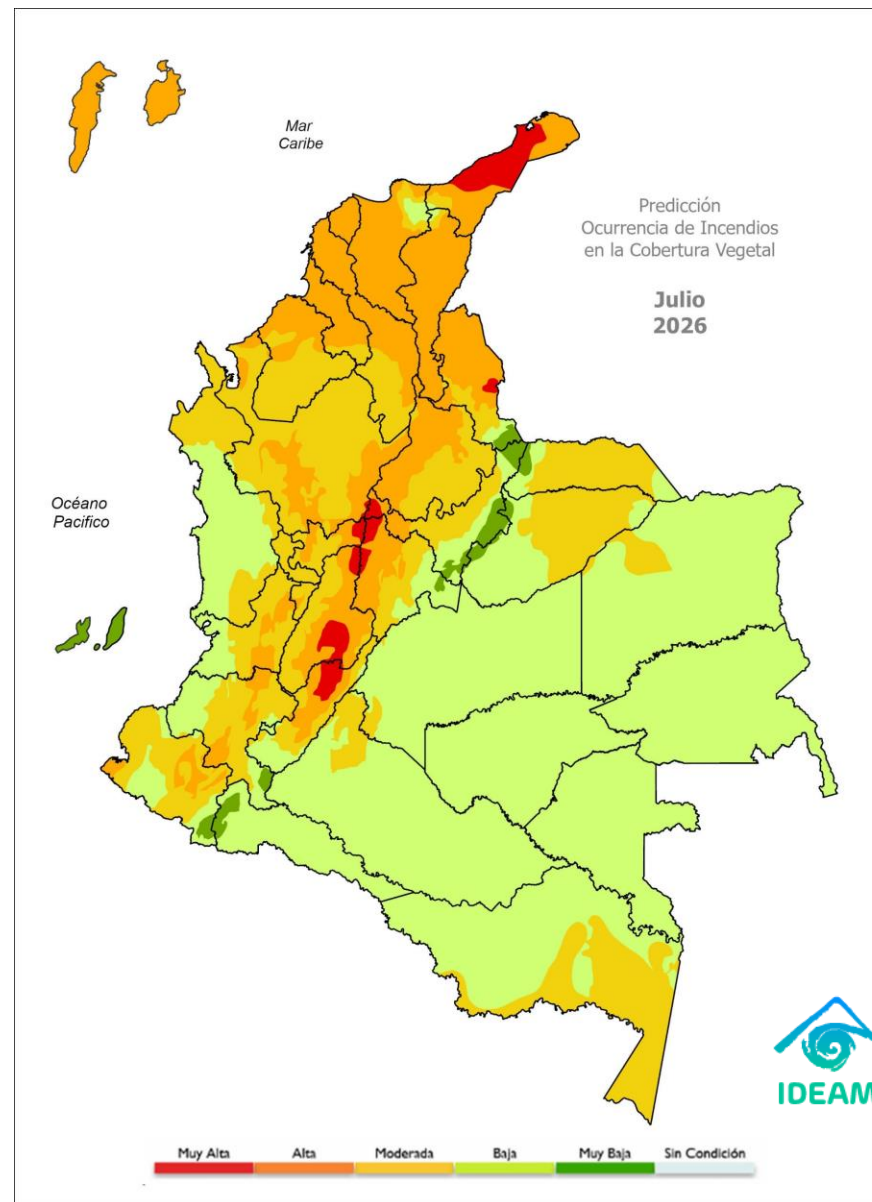 Mar
Caribe
Predicción
Ocurrencia de Incendios
en la Cobertura Vegetal
Julio
2026
Océano
Pacifico
IDEAM
Muy Alta Alta Moderada Baja Muy Baja Sin Condición